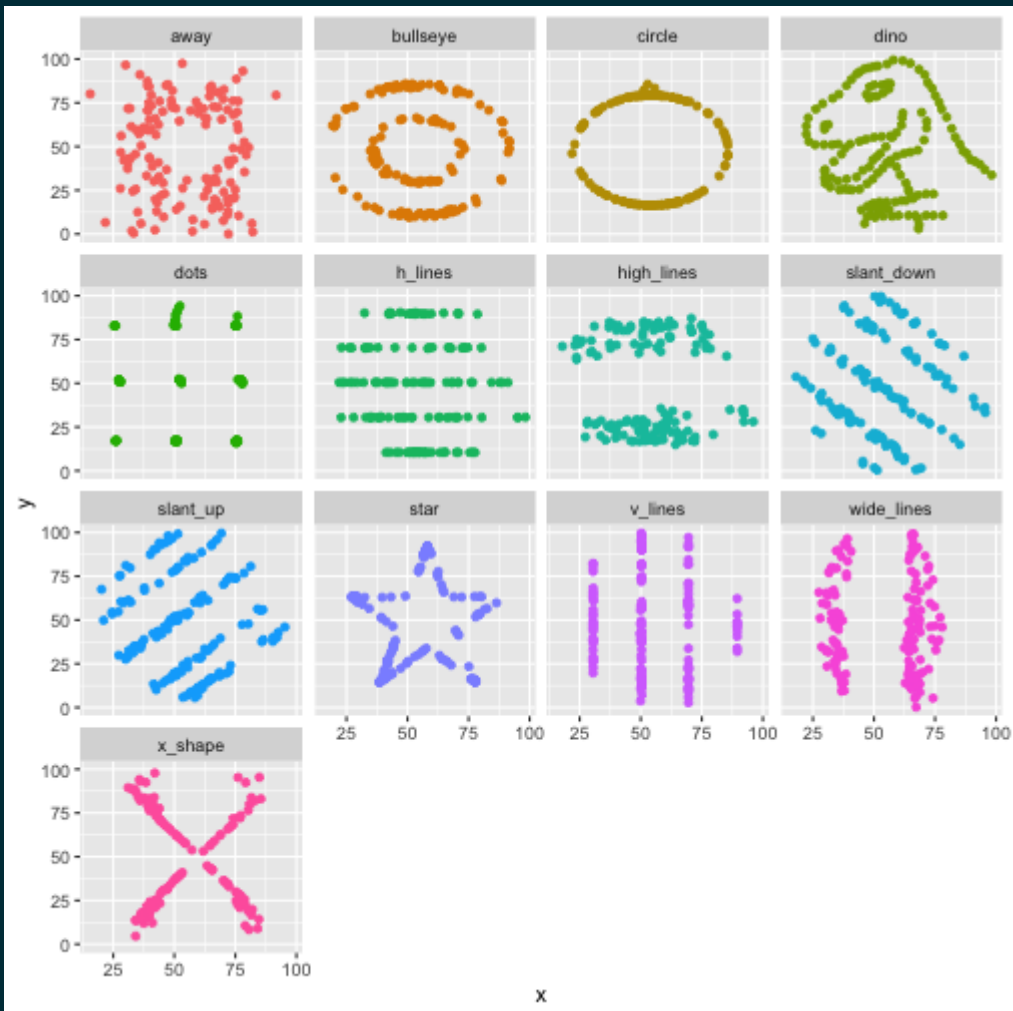 away bullseye circle dino
100
75
50
25
0
dots h_lines high_lines slant_down
100
75
50
25
0
y
slant_up star v_lines wide_lines
100
75
50
25
0
25 50 75 100 25 50 75 100 25 50 75 100
x_shape
100
75
50
25
0
25 50 75 100
x